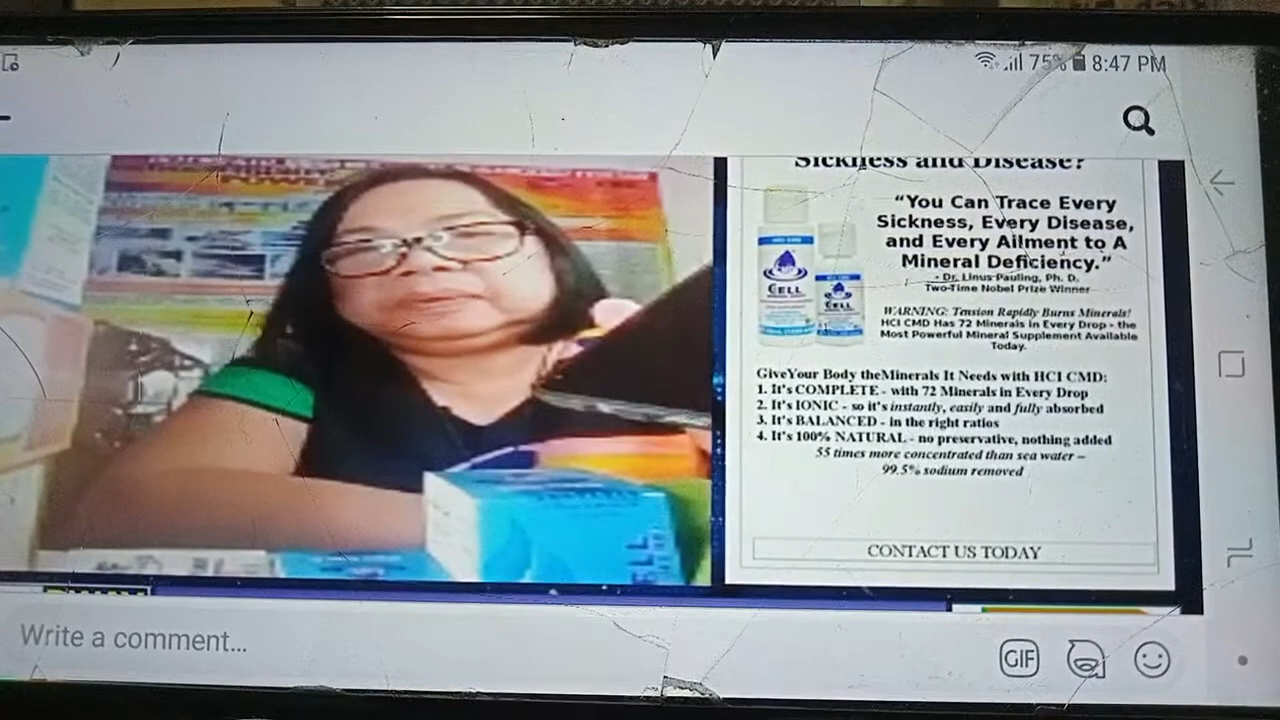 75% 8:47 PM
Sickness and Disease?
“You Can Trace Every
Sickness, Every Disease,
and Every Ailment to A
Mineral Deficiency.”
- Dr. Linus Pauling, Ph. D.
Two-Time Nobel Prize Winner
WARNING: Tension Rapidly Burns Minerals!
HCI CMD Has 72 Minerals in Every Drop - the
Most Powerful Mineral Supplement Available
Today.
CELL
CELL
GiveYour Body theMinerals It Needs with HCI CMD:
1. It's COMPLETE - with 72 Minerals in Every Drop
2. It's IONIC - so it's instantly, easily and fully absorbed
3. It's BALANCED - in the right ratios
4. It's 100% NATURAL - no preservative, nothing added
55 times more concentrated than sea water –
99.5% sodium removed
CONTACT US TODAY
Write a comment...
GIF